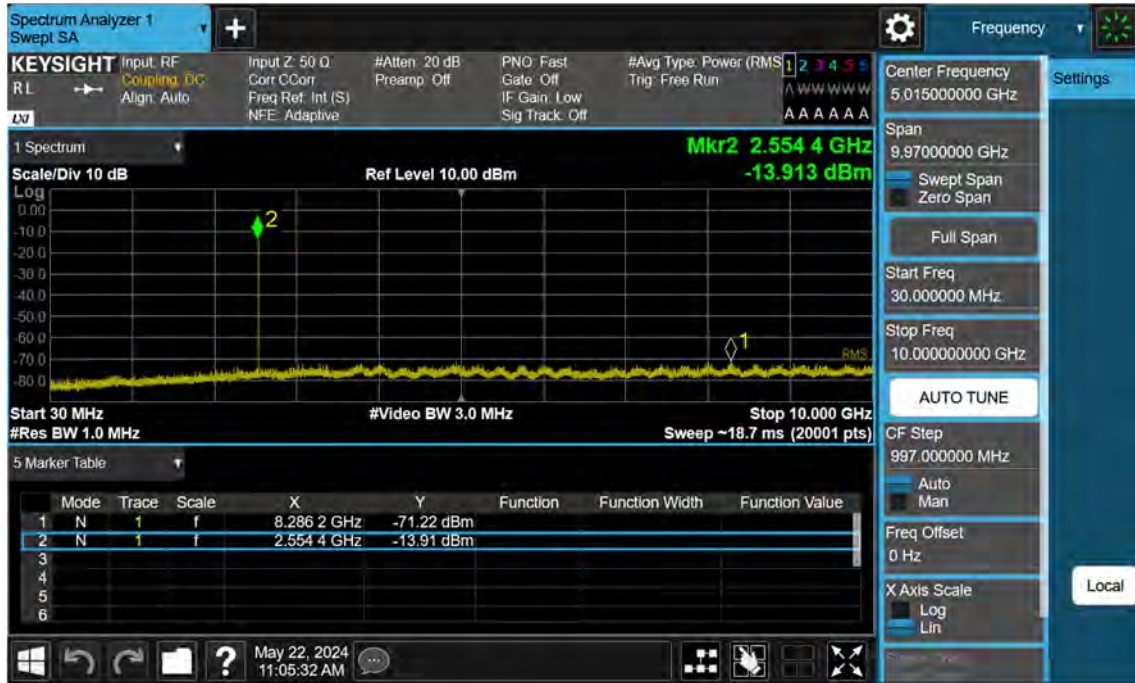 Spectrum Analyzer 1
Swept SA
+
Frequency
KEYSIGHT
RL
LXI
Input: RF
Coupling: DC
Align: Auto
Input Z: 50 Ω
Corr CCorr
Freq Ref: Int (S)
NFE: Adaptive
#Atten: 20 dB
Preamp: Off
PNO: Fast
Gate: Off
IF Gain: Low
Sig Track: Off
#Avg Type: Power (RMS
Trig: Free Run
1 2 3 4 5 6
A W W W W W
A A A A A A
1 Spectrum
Scale/Div 10 dB
Ref Level 10.00 dBm
Mkr2 2.554 4 GHz
-13.913 dBm
Log
0.00
-10.0
-20.0
-30.0
-40.0
-50.0
-60.0
-70.0
-80.0
2
1
RMS
Start 30 MHz
#Video BW 3.0 MHz
Stop 10.000 GHz
#Res BW 1.0 MHz
Sweep ~18.7 ms (20001 pts)
5 Marker Table
Mode Trace Scale X Y Function Function Width Function Value
1 N 1 f 8.286 2 GHz -71.22 dBm
2 N 1 f 2.554 4 GHz -13.91 dBm
3
4
5
6
May 22, 2024
11:05:32 AM
?
Center Frequency
5.015000000 GHz
Settings
Span
9.97000000 GHz
Swept Span
Zero Span
Full Span
Start Freq
30.000000 MHz
Stop Freq
10.000000000 GHz
AUTO TUNE
CF Step
997.000000 MHz
Auto
Man
Freq Offset
0 Hz
X Axis Scale
Log
Lin
Local